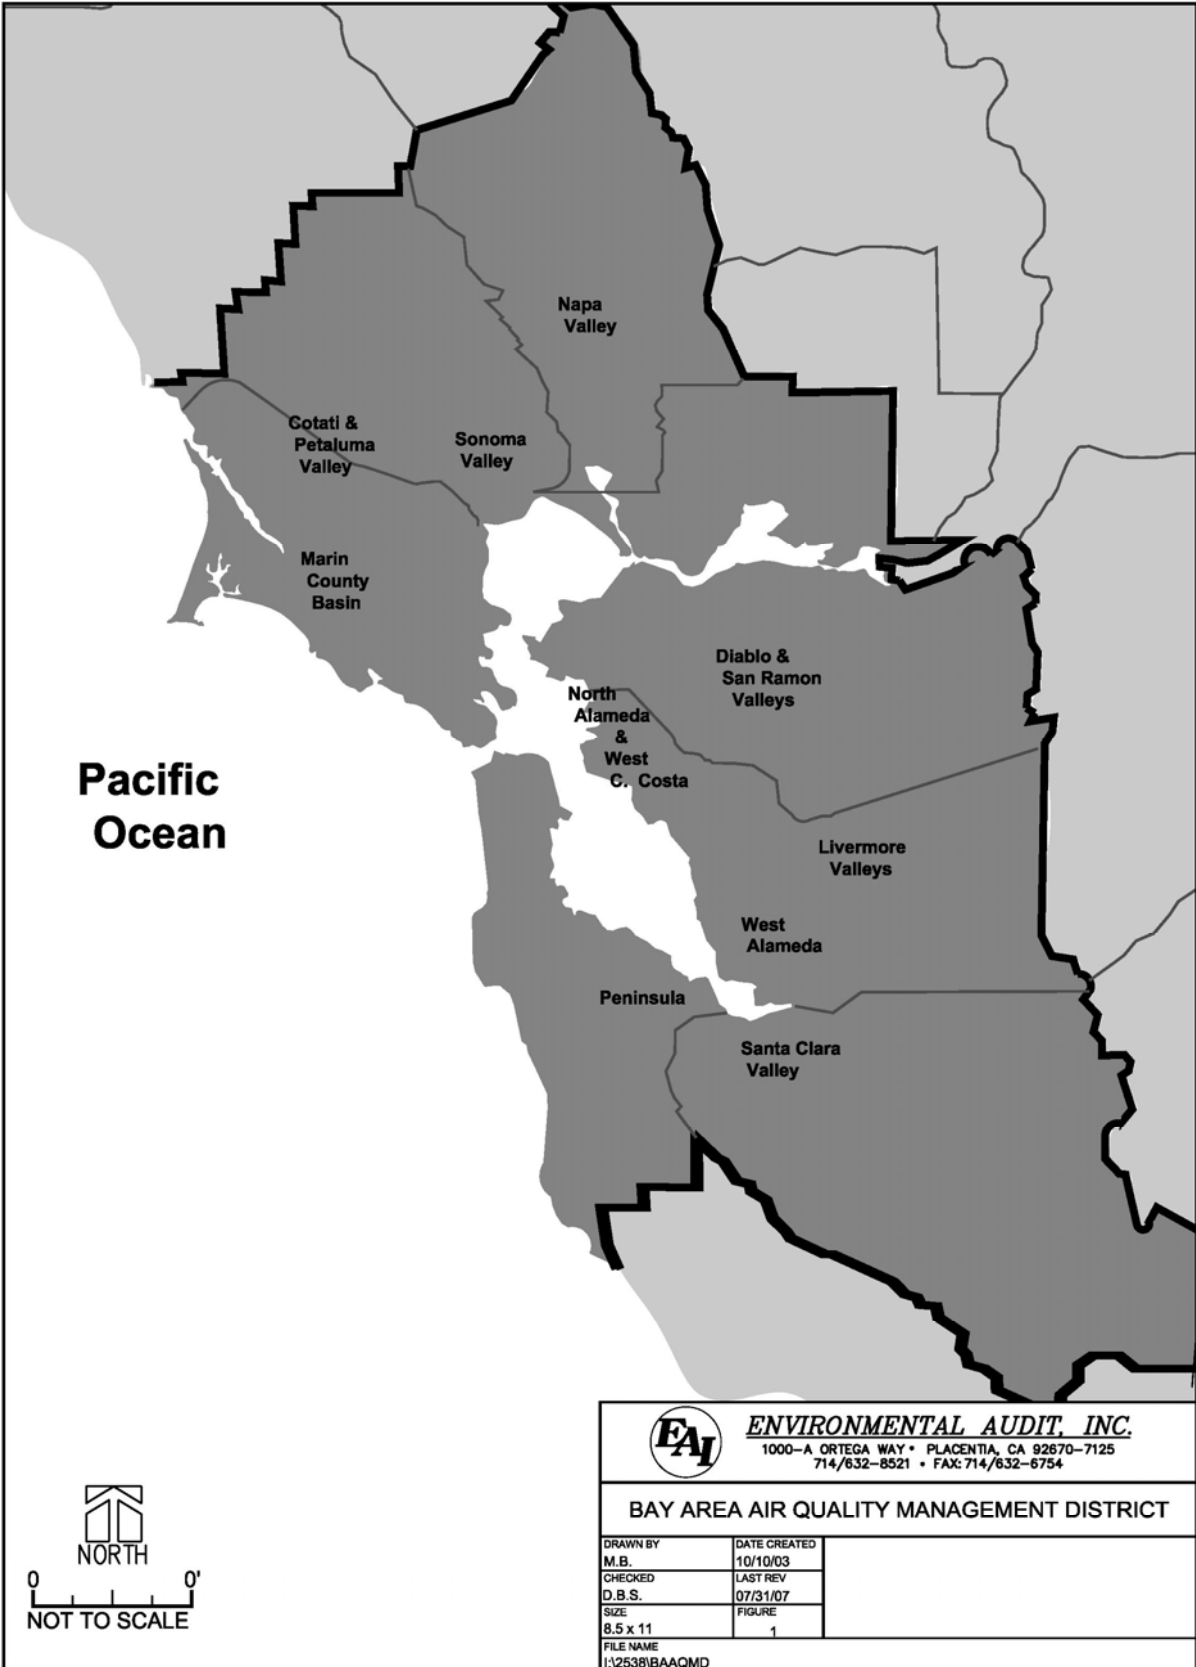 Napa
Valley
Cotati &
Petaluma
Valley
Sonoma
Valley
Marin
County
Basin
Diablo &
San Ramon
Valleys
North
Alameda
&
West
C. Costa
Pacific
Ocean
Livermore
Valleys
West
Alameda
Peninsula
Santa Clara
Valley
EAI
ENVIRONMENTAL AUDIT, INC.
1000-A ORTEGA WAY • PLACENTIA, CA 92670-7125
714/632-8521 • FAX: 714/632-6754
BAY AREA AIR QUALITY MANAGEMENT DISTRICT
DRAWN BY
M.B.
DATE CREATED
10/10/03
CHECKED
D.B.S.
LAST REV
07/31/07
SIZE
8.5 x 11
FIGURE
1
FILE NAME
I:\2538\BAAQMD
NORTH
0 0'
NOT TO SCALE